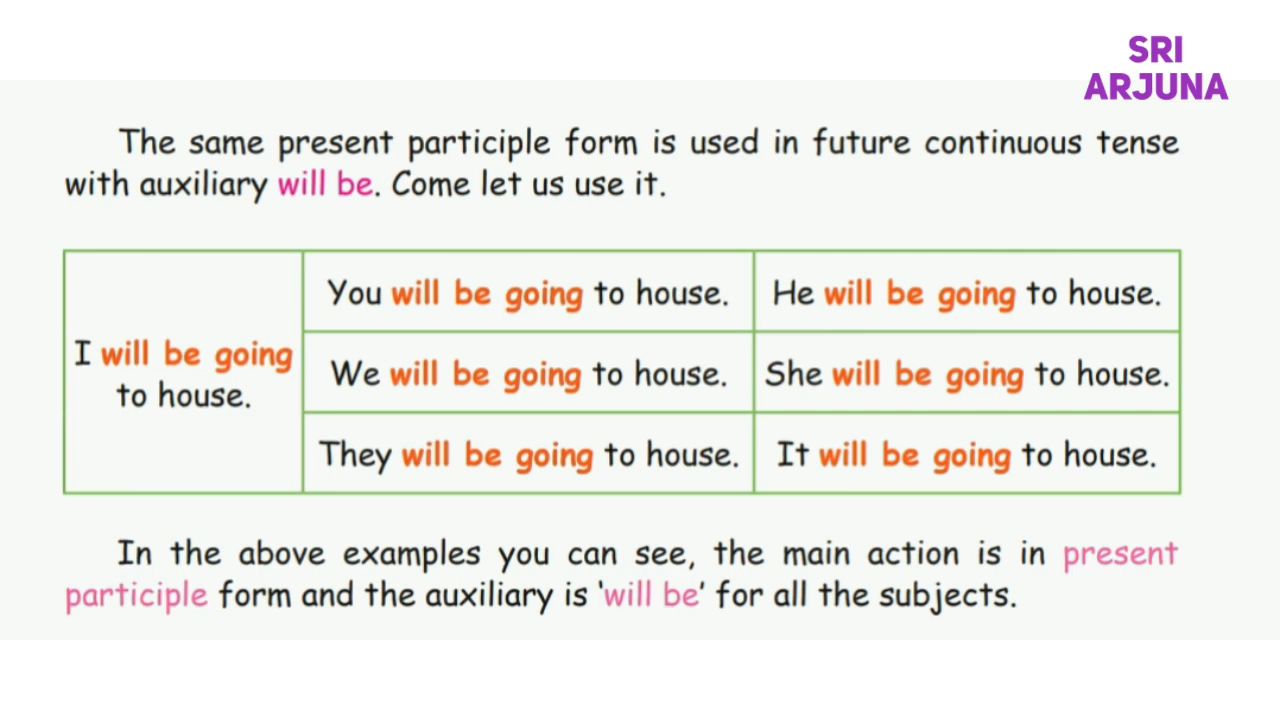 SRI
ARJUNA
The same present participle form is used in future continuous tense
with auxiliary will be. Come let us use it.
I will be going
to house.
You will be going to house.
He will be going to house.
We will be going to house.
She will be going to house.
They will be going to house.
It will be going to house.
In the above examples you can see, the main action is in present
participle form and the auxiliary is ‘will be’ for all the subjects.